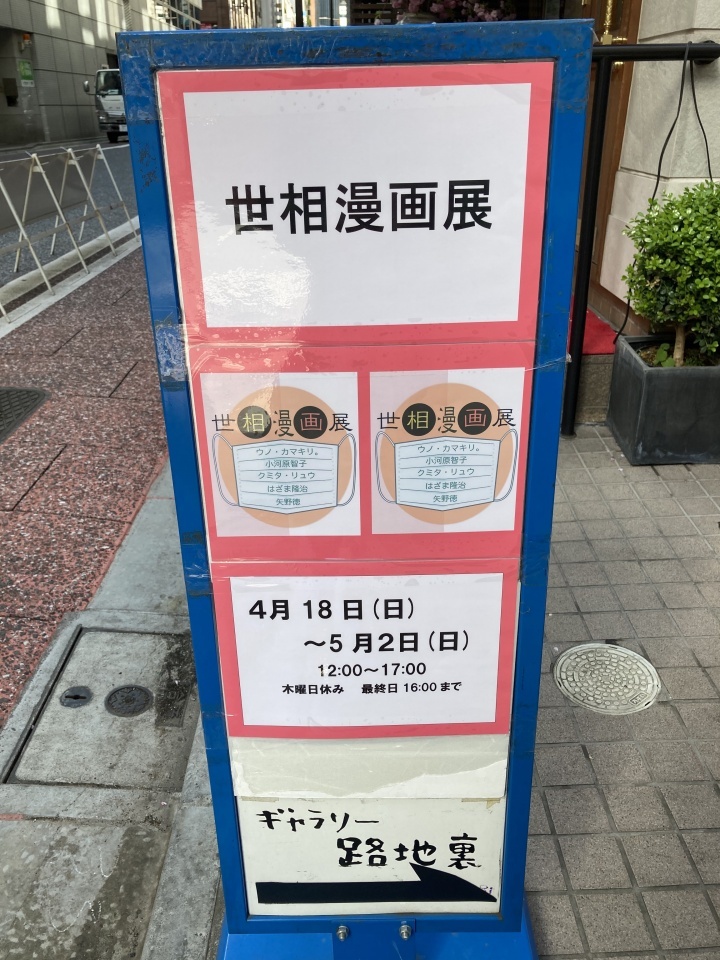 世相漫画展
世相漫画展
ウノ・カマキリ。
小河原智子
クミタ・リュウ
はざま隆治
矢野徳
世相漫画展
ウノ・カマキリ。
小河原智子
クミタ・リュウ
はざま隆治
矢野徳
4月18日(日)
～5月2日(日)
12:00～17:00
木曜日休み 最終日16:00まで
ギャラリー
路地裏